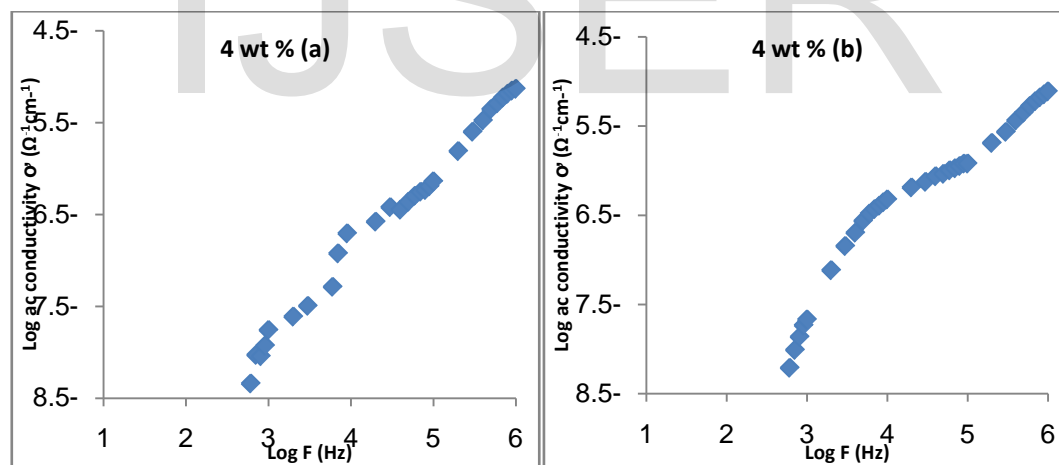 IJSER
4 wt % (a)
4.5-
5.5-
6.5-
7.5-
8.5-
Log ac conductivity σ, (Ω⁻¹cm⁻¹)
1 2 3 4 5 6
Log F (Hz)
4 wt % (b)
4.5-
5.5-
6.5-
7.5-
8.5-
Log ac conductivity σ, (Ω⁻¹cm⁻¹)
1 2 3 4 5 6
Log F (Hz)